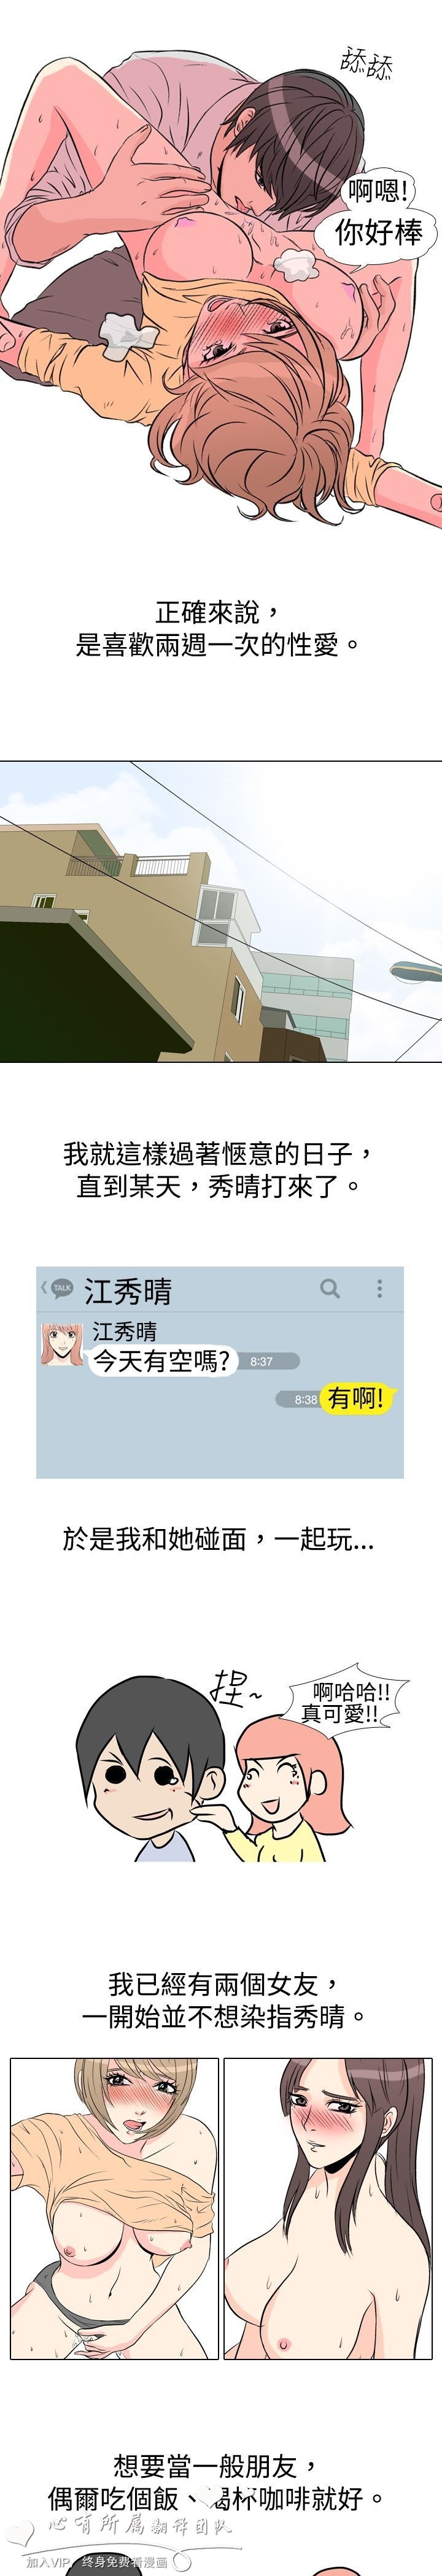 舔舔
啊嗯!
你好棒
正確來說，
是喜歡兩週一次的性愛。
我就這樣過著愜意的日子，
直到某天，秀晴打來了。
TALK
江秀晴
江秀晴
今天有空嗎?
8:37
8:38
有啊!
於是我和她碰面，一起玩...
捏~
啊哈哈!!
真可愛!!
我已經有兩個女友，
一開始並不想染指秀晴。
想要當一般朋友，
偶爾吃個飯、喝杯咖啡就好。
心有所属翻译团队
加入VIP，终身免费看漫画